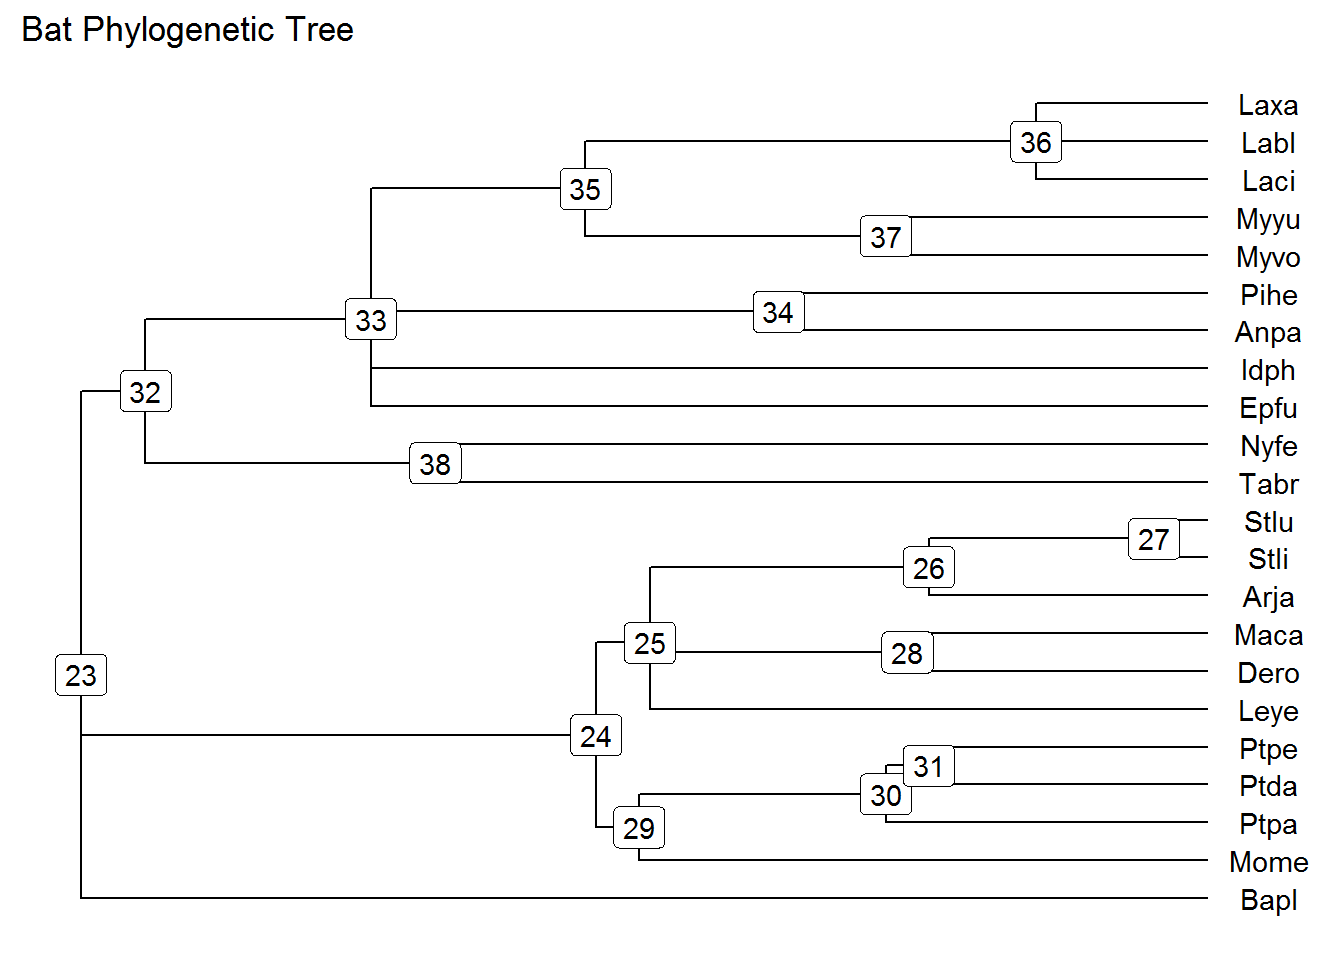 Bat Phylogenetic Tree
Laxa
36
Labl
Laci
35
Myyu
37
Myvo
Pihe
34
33
Anpa
Idph
32
Epfu
Nyfe
38
Tabr
Stlu
27
Stli
26
Arja
Maca
25
28
23
Dero
Leye
24
Ptpe
31
Ptda
30
Ptpa
29
Mome
Bapl